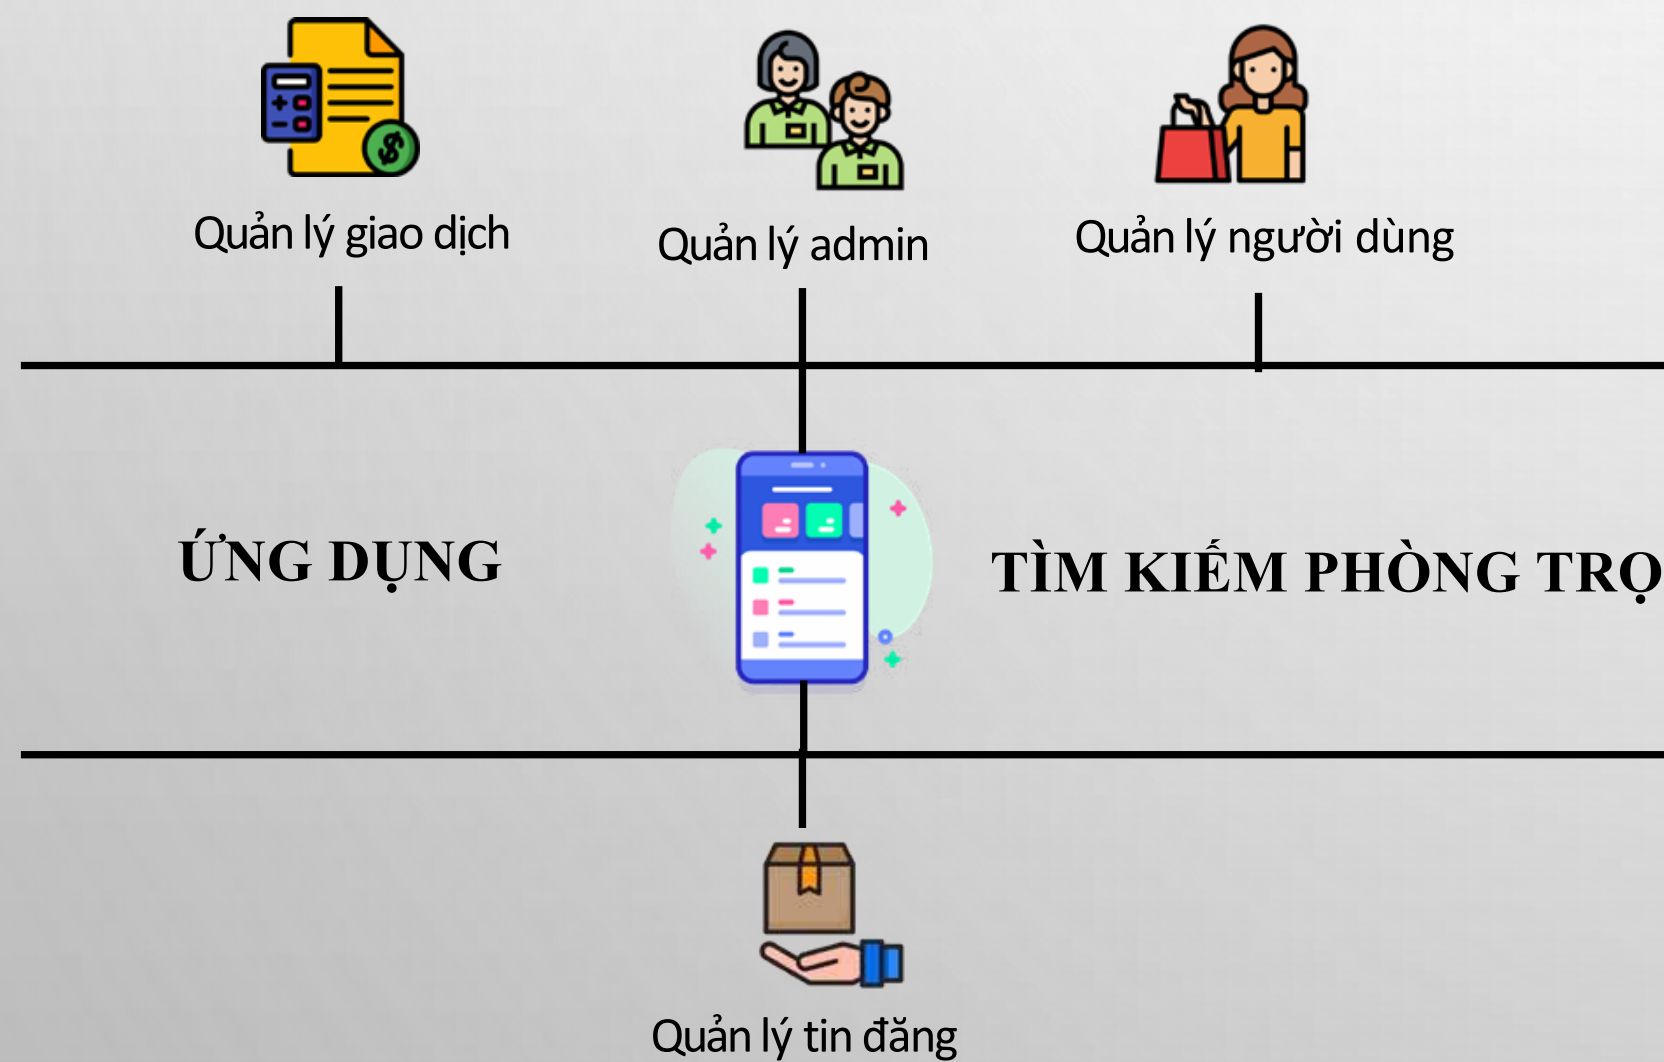 Quản lý giao dịch
Quản lý admin
Quản lý người dùng
ỨNG DỤNG
TÌM KIẾM PHÒNG TRỌ
Quản lý tin đăng